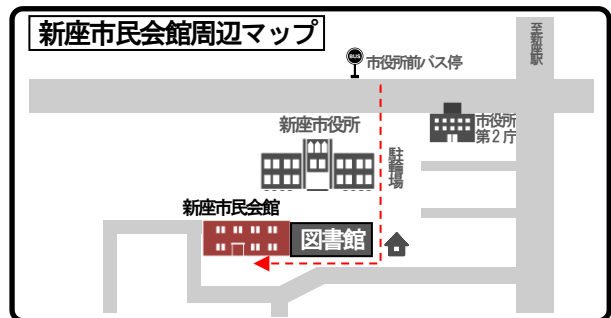 新座市民会館周辺マップ
至新座駅
BUS
市役所前バス停
新座市役所
市役所
第2庁
駐輪場
新座市民会館
図書館